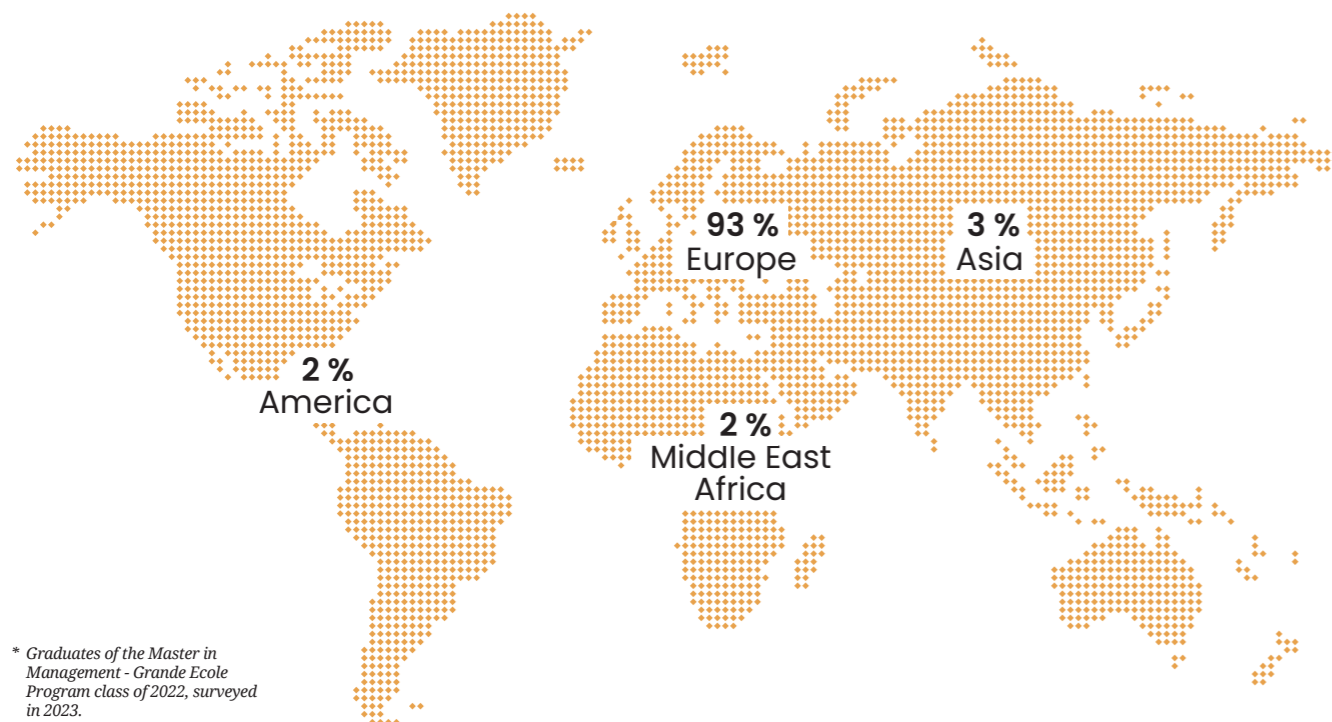 93 %
Europe
3 %
Asia
2 %
America
2 %
Middle East
Africa
* Graduates of the Master in
Management - Grande Ecole
Program class of 2022, surveyed
in 2023.